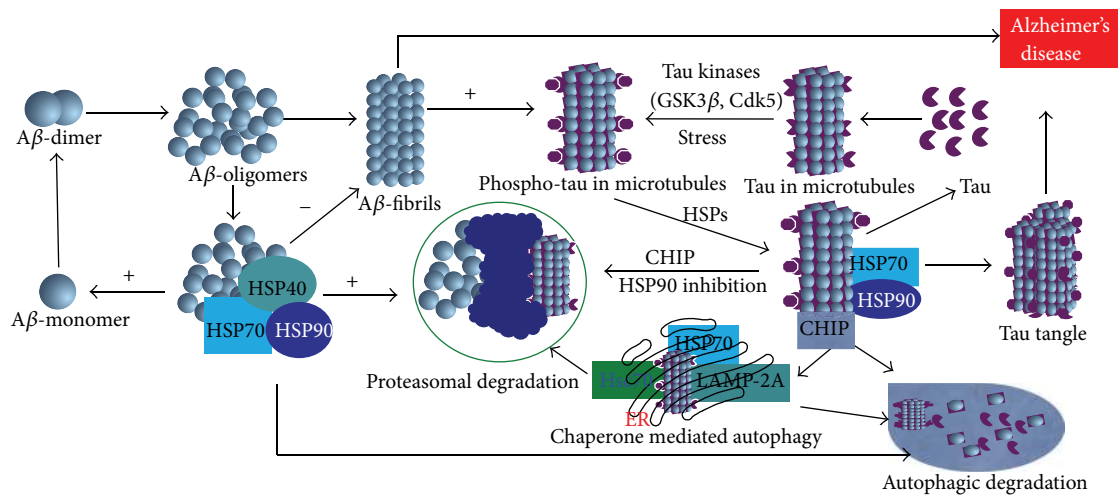 Alzheimer's
disease
Tau kinases
(GSK3β, Cdk5)
Stress
+
Aβ-dimer
Aβ-oligomers
Aβ-fibrils
Phospho-tau in microtubules
Tau in microtubules
Tau
HSPs
−
CHIP
HSP90 inhibition
HSP70
HSP90
CHIP
Tau tangle
+
Aβ-monomer
HSP40
HSP70
HSP90
+
Proteasomal degradation
HSP70
Hsc70
LAMP-2A
ER
Chaperone mediated autophagy
Autophagic degradation